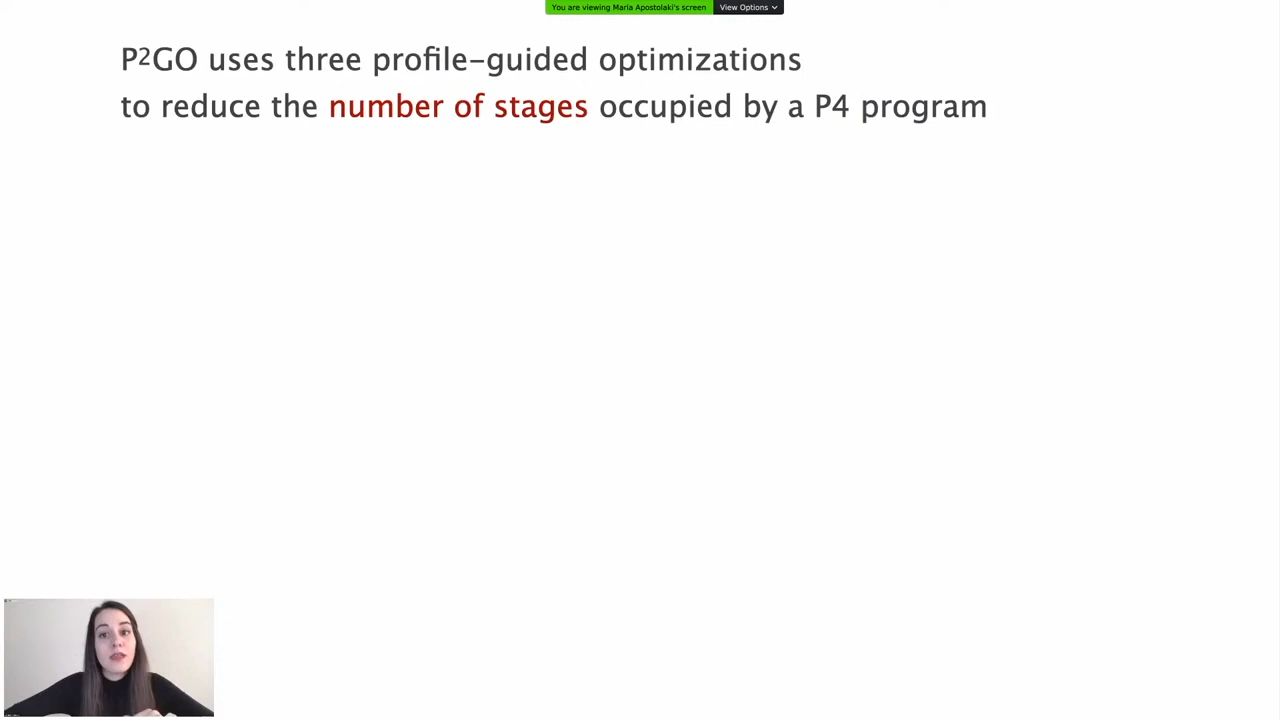 You are viewing Maria Apostolaki's screen
View Options
P2GO uses three profile-guided optimizations
to reduce the number of stages occupied by a P4 program